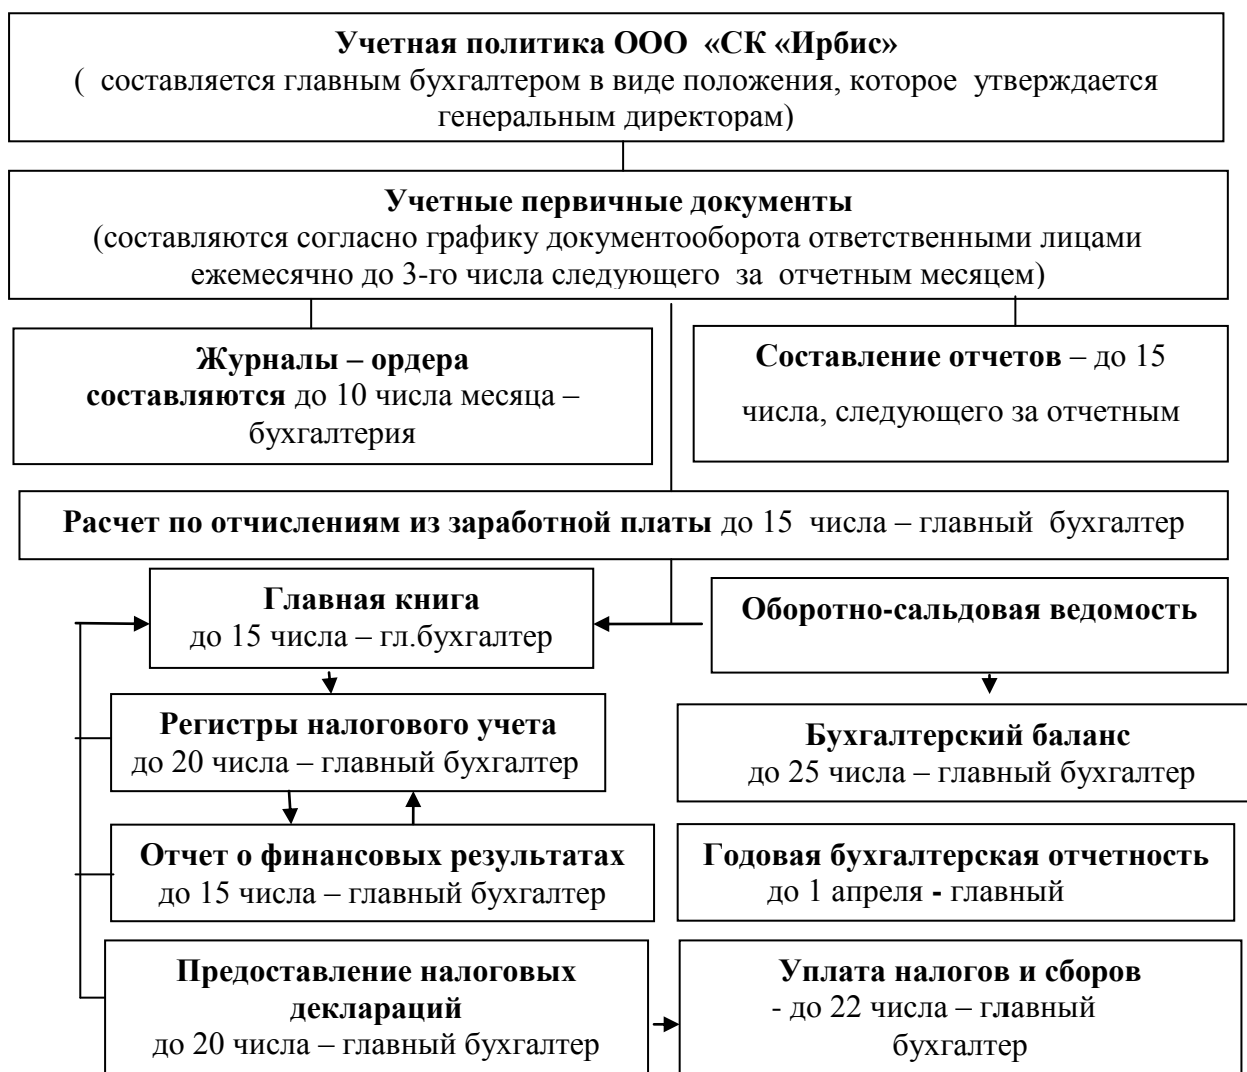 Учетная политика ООО «СК «Ирбис»
( составляется главным бухгалтером в виде положения, которое утверждается
генеральным директорам)
Учетные первичные документы
(составляются согласно графику документооборота ответственными лицами
ежемесячно до 3-го числа следующего за отчетным месяцем)
Журналы – ордера
составляются до 10 числа месяца –
бухгалтерия
Составление отчетов – до 15
числа, следующего за отчетным
Расчет по отчислениям из заработной платы до 15 числа – главный бухгалтер
Главная книга
до 15 числа – гл.бухгалтер
Оборотно-сальдовая ведомость
Регистры налогового учета
до 20 числа – главный бухгалтер
Бухгалтерский баланс
до 25 числа – главный бухгалтер
Отчет о финансовых результатах
до 15 числа – главный бухгалтер
Годовая бухгалтерская отчетность
до 1 апреля - главный
Предоставление налоговых
деклараций
до 20 числа – главный бухгалтер
Уплата налогов и сборов
- до 22 числа – главный
бухгалтер